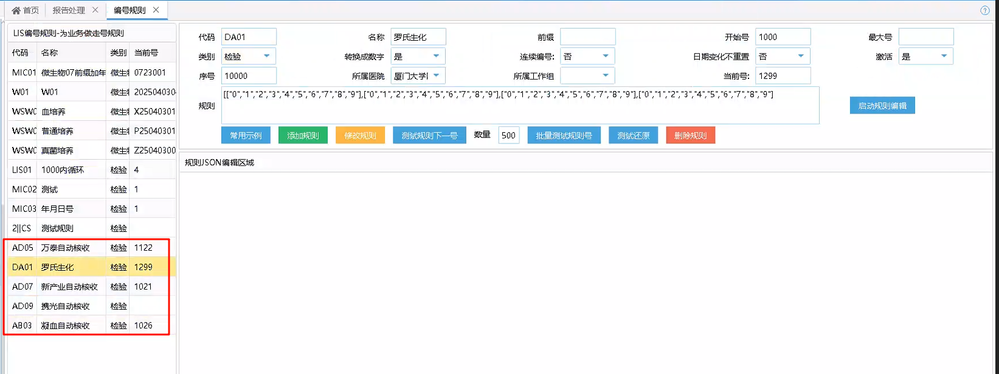 首页 报告处理 编号规则
LIS编号规则-为业务做走号规则
代码 名称 类别 当前号
MIC01 微生物07前缀加年 微生物 0723001
W01 W01 微生物 202504030
WSW0 血培养 微生物 X25040301
WSW0 普通培养 微生物 P25040301
WSW0 真菌培养 微生物 Z25040300
LIS01 1000内循环 检验 4
MIC02 测试 检验 1
MIC03 年月日号 检验 1
2||CS 测试规则 检验
AD05 万泰自动核收 检验 1122
DA01 罗氏生化 检验 1299
AD07 新产业自动核收 检验 1021
AD09 携光自动核收 检验
AB03 凝血自动核收 检验 1026
代码 DA01 名称 罗氏生化 前缀 开始号 1000 最大号
类别 检验 转换成数字 是 连续编号: 否 日期变化不重置 否 激活 是
序号 10000 所属医院 厦门大学 所属工作组 当前号: 1299
规则 [["0","1","2","3","4","5","6","7","8","9"],["0","1","2","3","4","5","6","7","8","9"],["0","1","2","3","4","5","6","7","8","9"],["0","1","2","3","4","5","6","7","8","9"]
启动规则编辑
常用示例 添加规则 修改规则 测试规则下一号 数量 500 批量测试规则号 测试还原 删除规则
规则JSON编辑区域